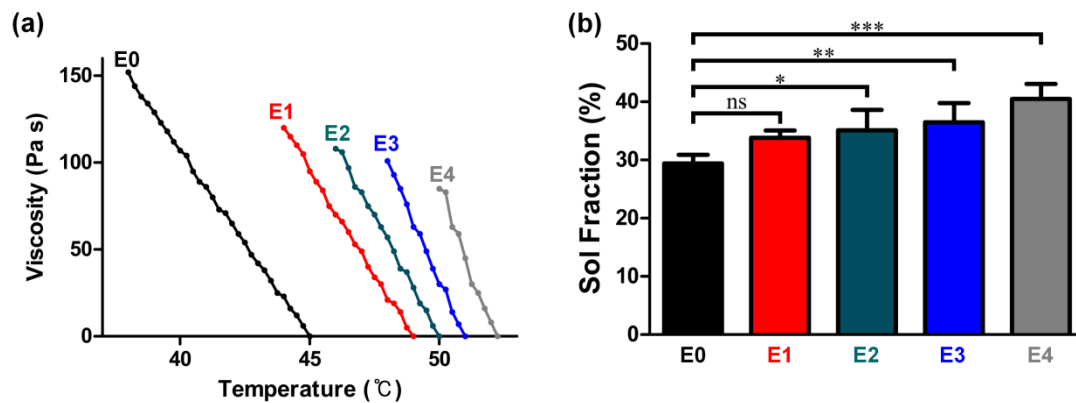 (a)
Viscosity (Pa s)
150
100
50
0
E0
E1
E2
E3
E4
40
45
50
Temperature (℃)
(b)
Sol Fraction (%)
50
40
30
20
10
0
***
**
*
ns
E0
E1
E2
E3
E4